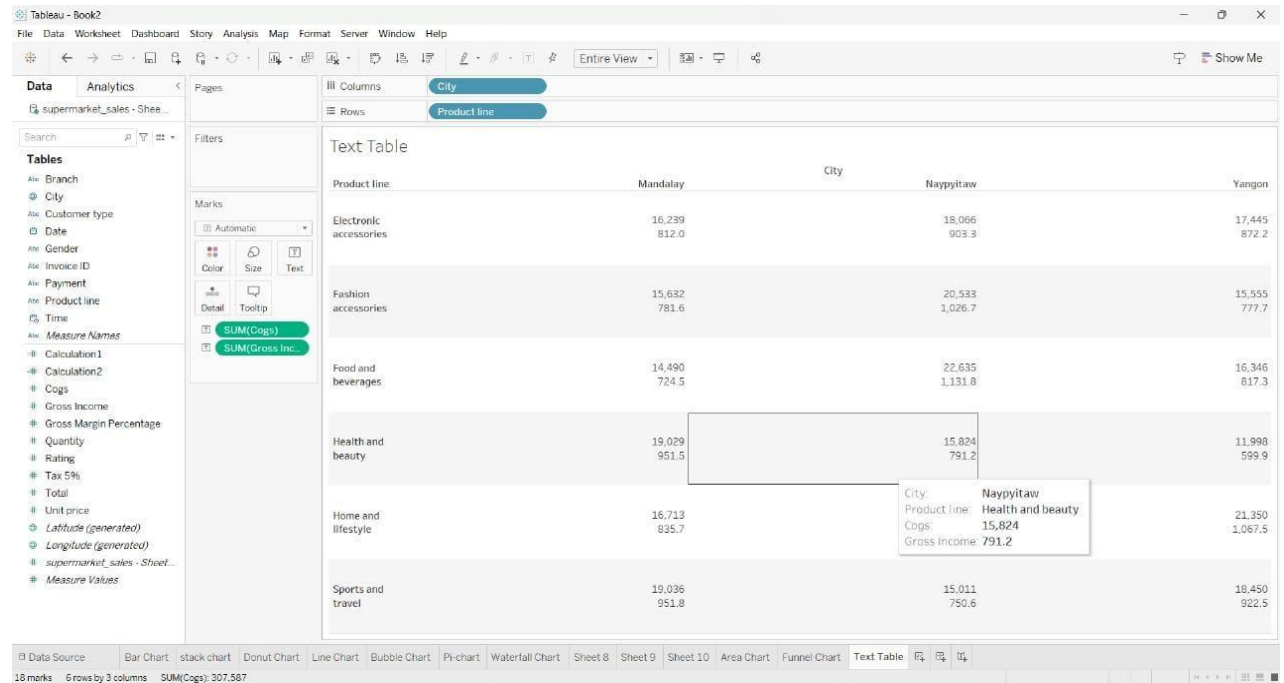 Tableau - Book2
File Data Worksheet Dashboard Story Analysis Map Format Server Window Help
Entire View
Show Me
Data Analytics
supermarket_sales - Shee...
Search
Tables
Abc Branch
City
Abc Customer type
Date
Abc Gender
Abc Invoice ID
Abc Payment
Abc Product line
Time
Abc Measure Names
Calculation1
Calculation2
Cogs
Gross Income
Gross Margin Percentage
Quantity
Rating
Tax 5%
Total
Unit price
Latitude (generated)
Longitude (generated)
supermarket_sales - Sheet...
Measure Values
Pages
Filters
Marks
Automatic
Color Size Text
Detail Tooltip
SUM(Cogs)
SUM(Gross Inc..
Columns City
Rows Product line
Text Table
City
Product line Mandalay Naypyitaw Yangon
Electronic 16,239 18,066 17,445
accessories 812.0 903.3 872.2
Fashion 15,632 20,533 15,555
accessories 781.6 1,026.7 777.7
Food and 14,490 22,635 16,346
beverages 724.5 1,131.8 817.3
Health and 19,029 15,824 11,998
beauty 951.5 791.2 599.9
Home and 16,713 21,350
lifestyle 835.7 1,067.5
City: Naypyitaw
Product line: Health and beauty
Cogs: 15,824
Gross Income: 791.2
Sports and 19,036 15,011 18,450
travel 951.8 750.6 922.5
Data Source Bar Chart stack chart Donut Chart Line Chart Bubble Chart Pi-chart Waterfall Chart Sheet 8 Sheet 9 Sheet 10 Area Chart Funnel Chart Text Table
18 marks 6 rows by 3 columns SUM(Cogs): 307,587